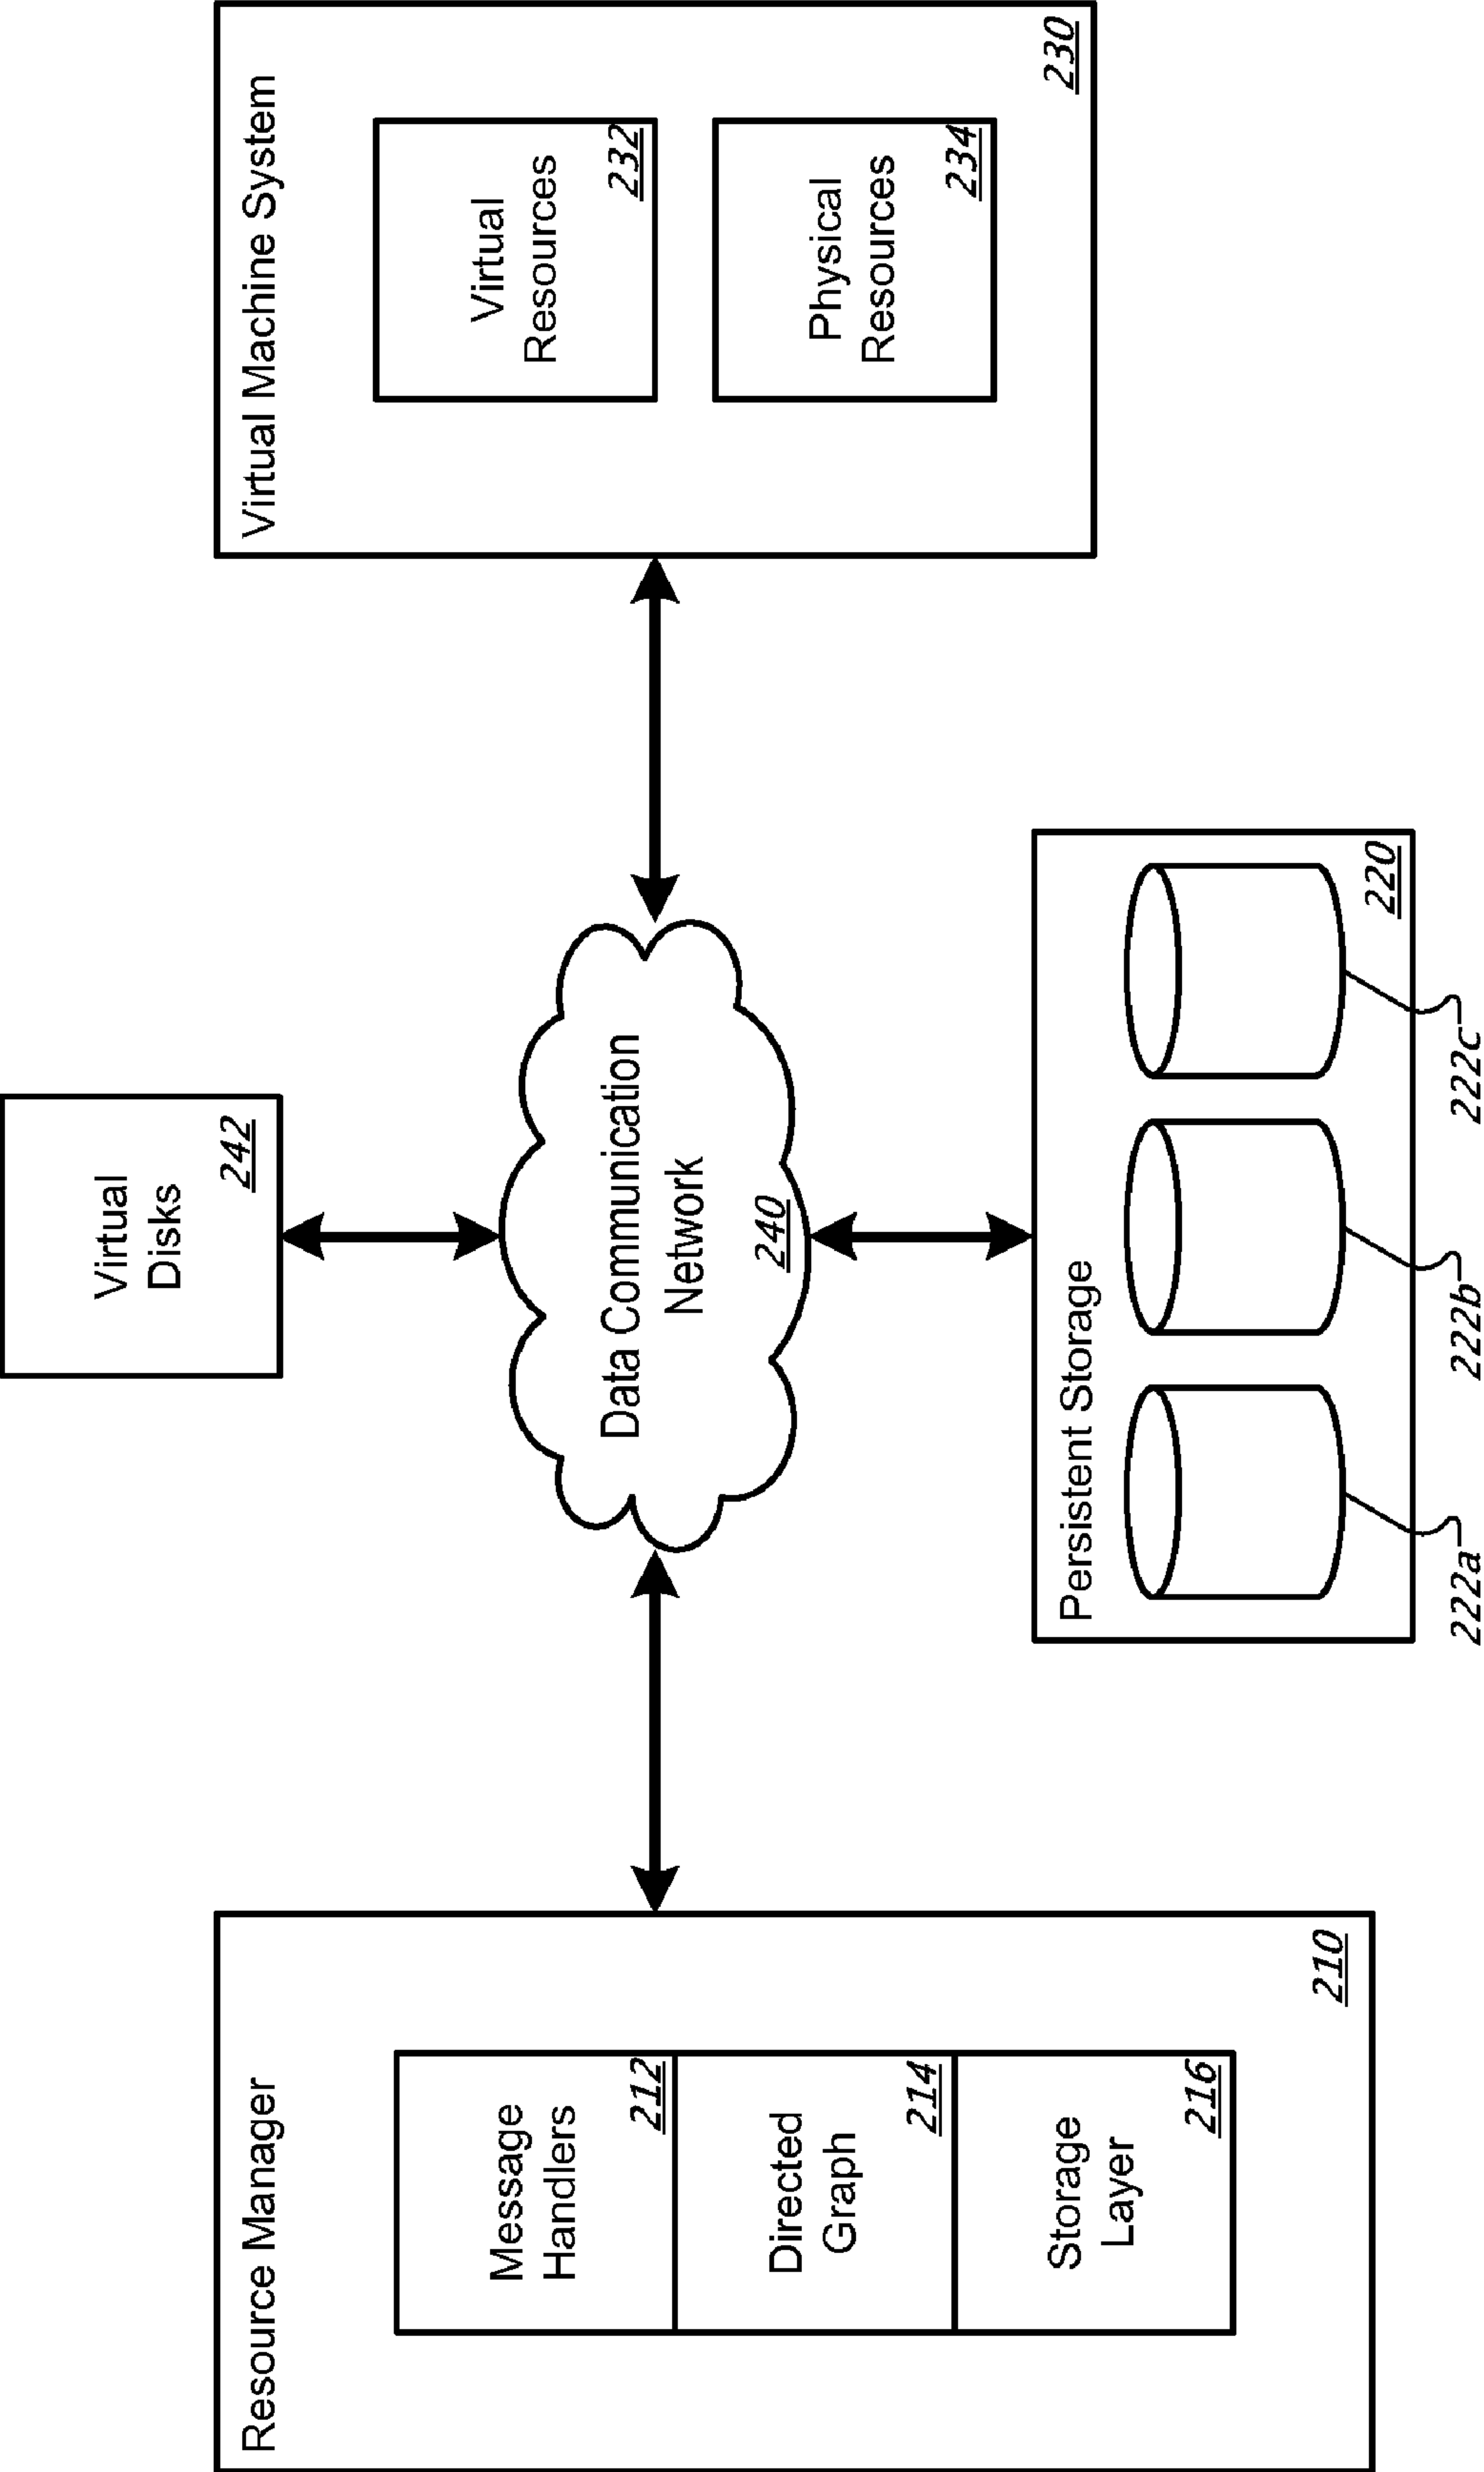 Resource Manager
Message
Handlers
212
Directed
Graph
214
Storage
Layer
216
210
Virtual
Disks
242
Data Communication
Network
240
Persistent Storage
220
222a
222b
222c
Virtual Machine System
Virtual
Resources
232
Physical
Resources
234
230